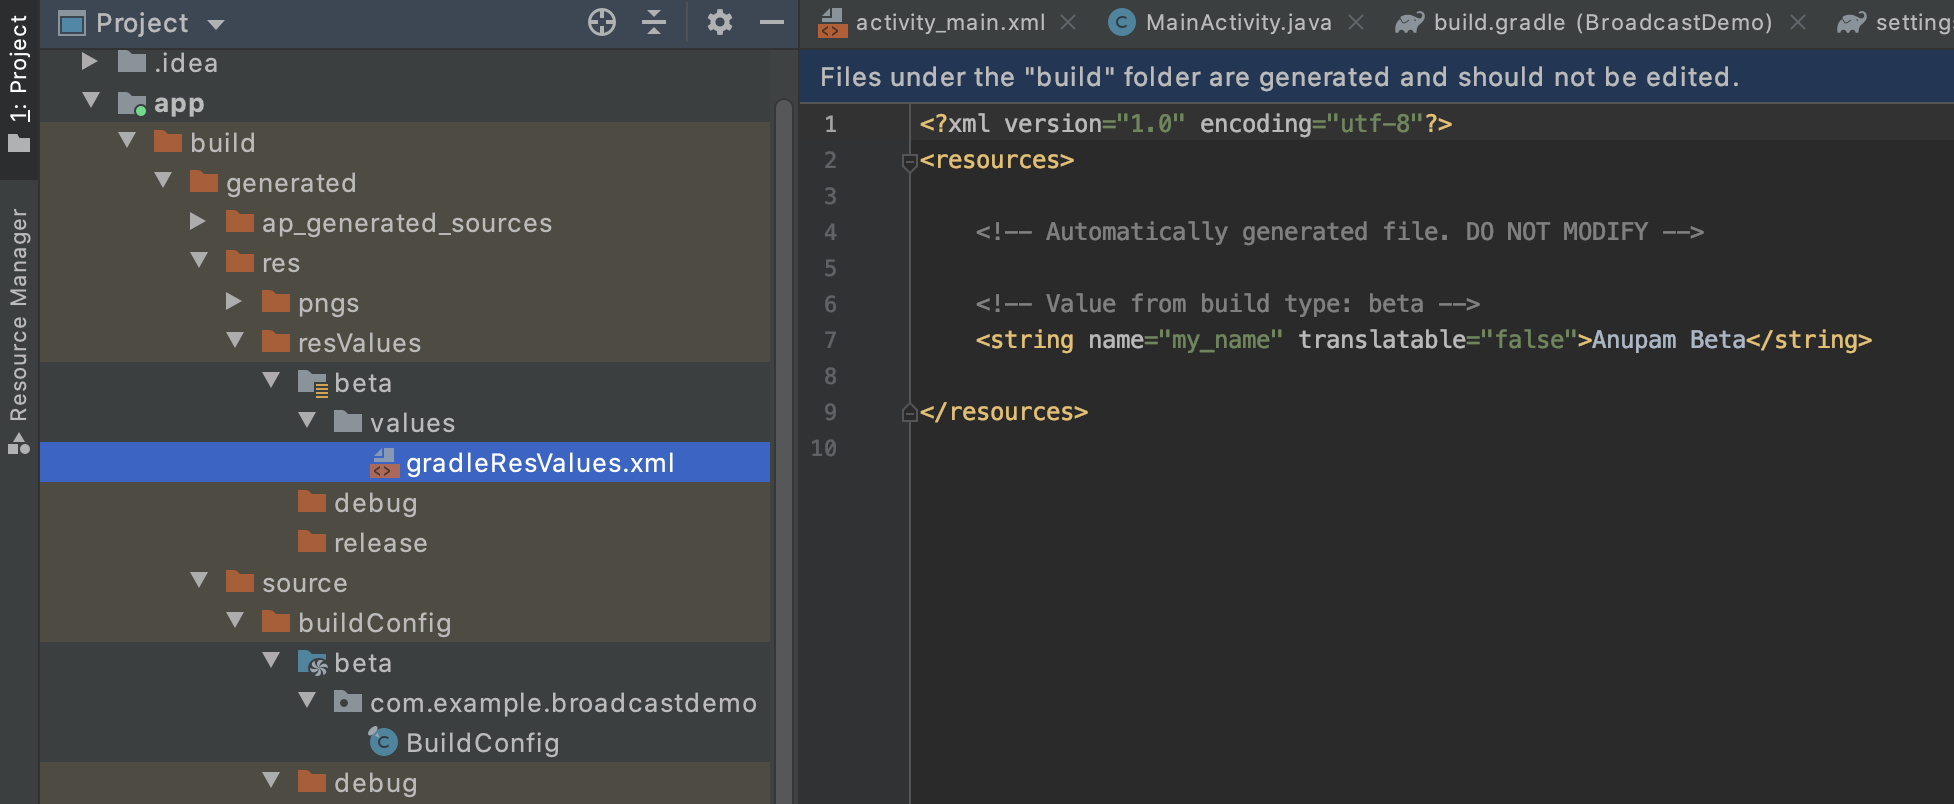 1: Project
Resource Manager
Project
.idea
app
build
generated
ap_generated_sources
res
pngs
resValues
beta
values
gradleResValues.xml
debug
release
source
buildConfig
beta
com.example.broadcastdemo
BuildConfig
debug
activity_main.xml
MainActivity.java
build.gradle (BroadcastDemo)
setting
Files under the "build" folder are generated and should not be edited.
1 <?xml version="1.0" encoding="utf-8"?>
2 <resources>
3
4 <!-- Automatically generated file. DO NOT MODIFY -->
5
6 <!-- Value from build type: beta -->
7 <string name="my_name" translatable="false">Anupam Beta</string>
8
9 </resources>
10